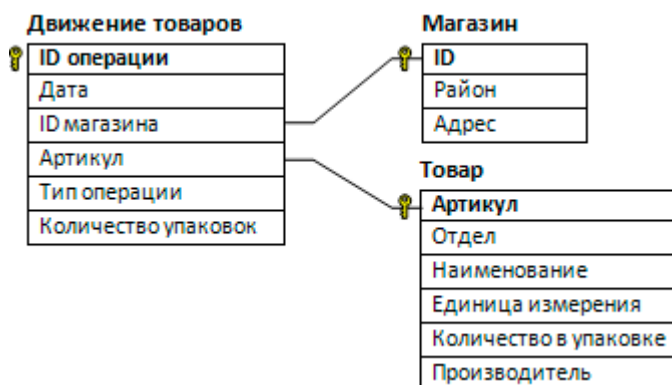 Движение товаров
ID операции
Дата
ID магазина
Артикул
Тип операции
Количество упаковок
Магазин
ID
Район
Адрес
Товар
Артикул
Отдел
Наименование
Единица измерения
Количество в упаковке
Производитель